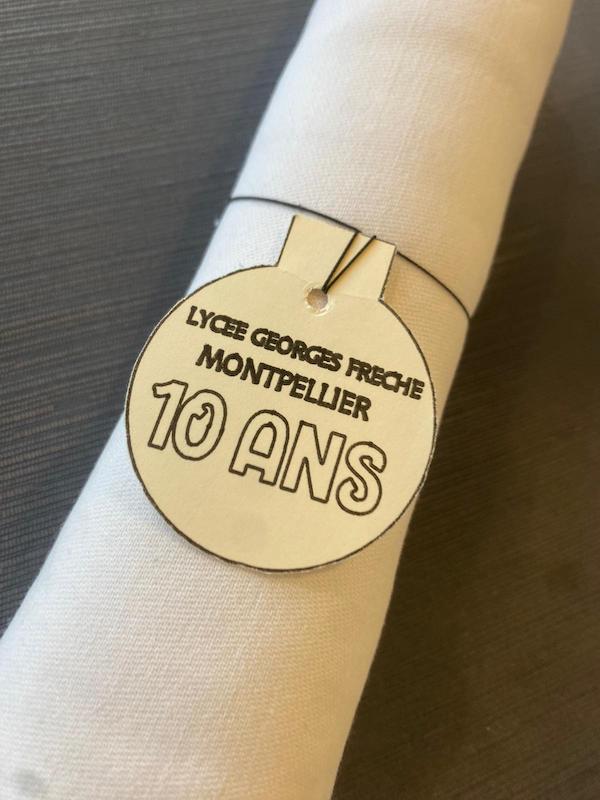 LYCEE GEORGES FRECHE
MONTPELLIER
10 ANS